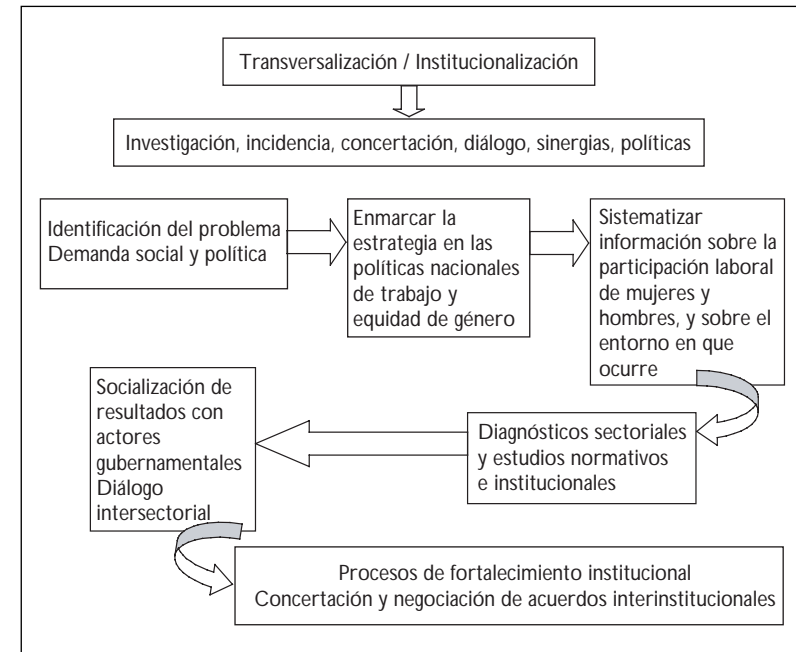 Transversalización / Institucionalización
Investigación, incidencia, concertación, diálogo, sinergias, políticas
Identificación del problema
Demanda social y política
Enmarcar la
estrategia en las
políticas nacionales
de trabajo y
equidad de género
Sistematizar
información sobre la
participación laboral
de mujeres y
hombres, y sobre el
entorno en que
ocurre
Diagnósticos sectoriales
y estudios normativos
e institucionales
Socialización de
resultados con
actores
gubernamentales
Diálogo
intersectorial
Procesos de fortalecimiento institucional
Concertación y negociación de acuerdos interinstitucionales